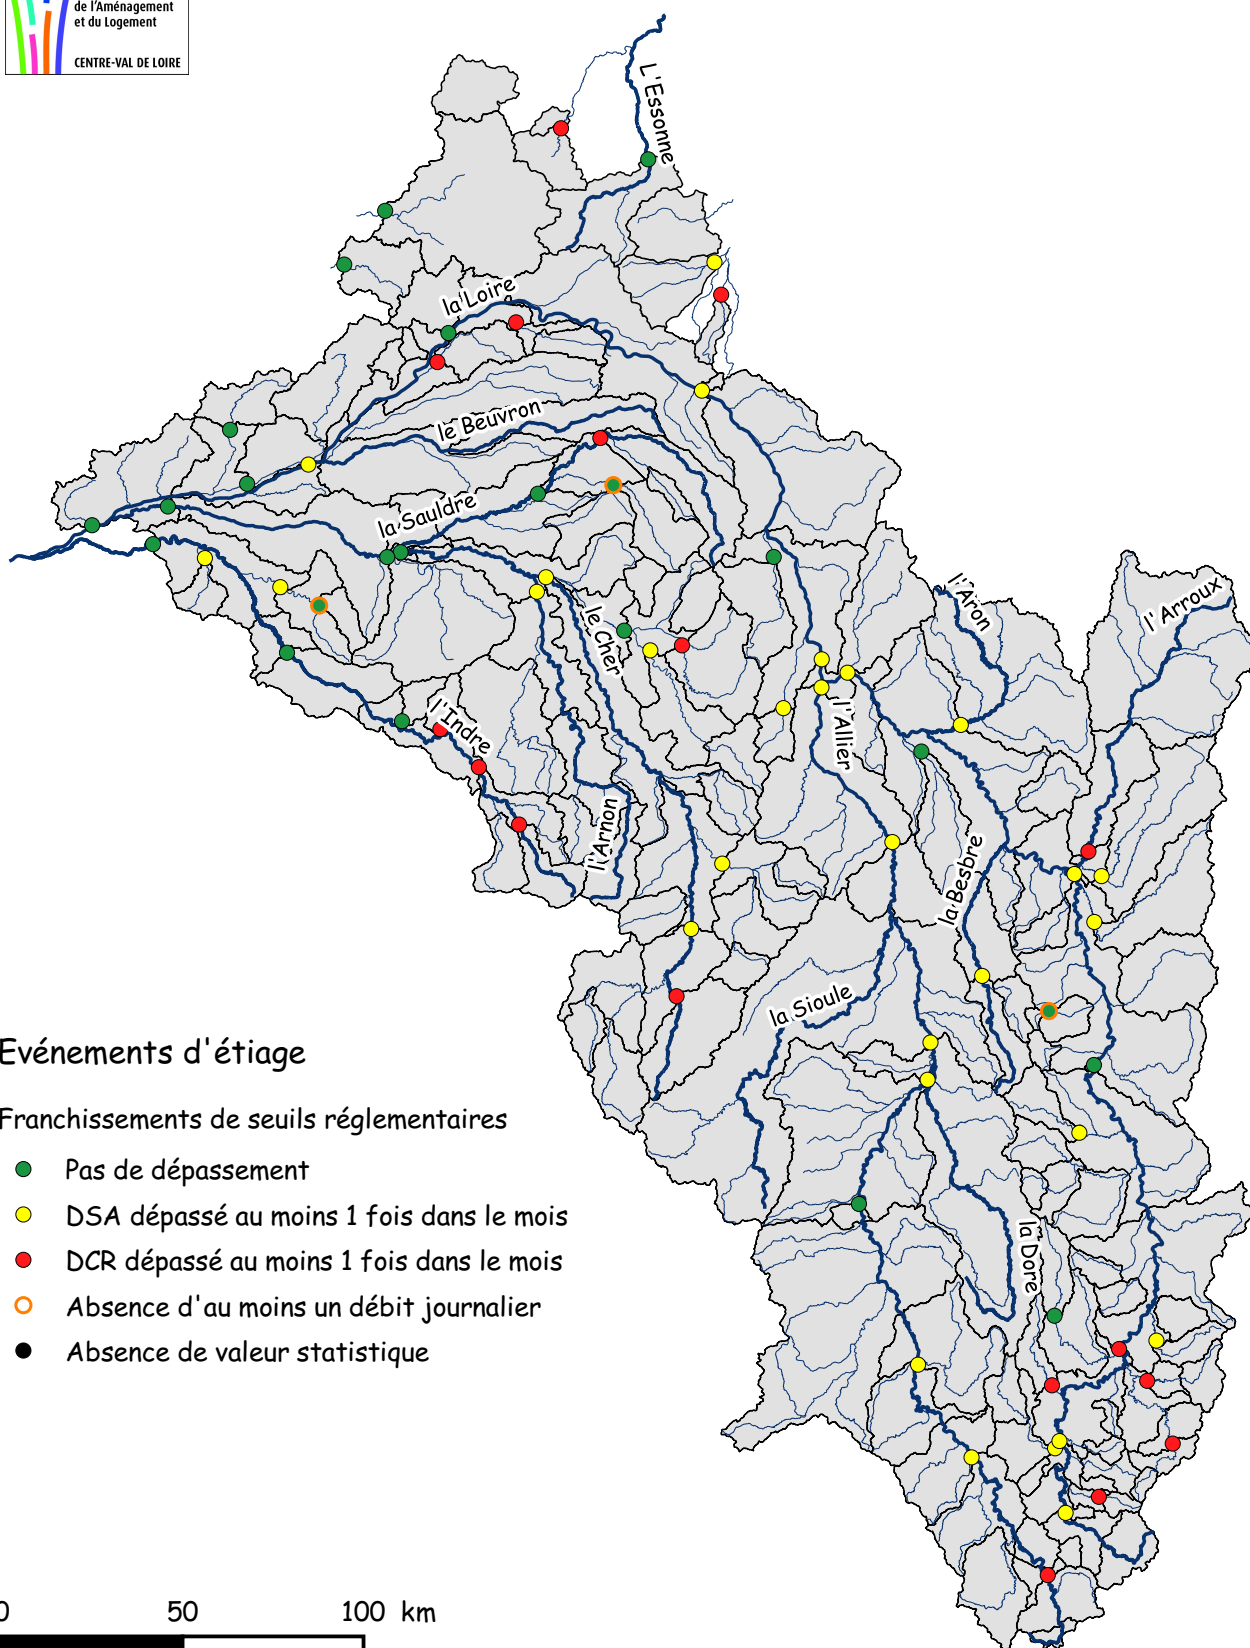 de l'Aménagement
et du Logement
CENTRE-VAL DE LOIRE
L'Essonne
la Loire
le Beuvron
la Sauldre
le Cher
l'Aron
l'Arroux
l'Indre
l'Allier
l'Arnon
la Besbre
la Sioule
la Dore
Evénements d'étiage
Franchissements de seuils réglementaires
Pas de dépassement
DSA dépassé au moins 1 fois dans le mois
DCR dépassé au moins 1 fois dans le mois
Absence d'au moins un débit journalier
Absence de valeur statistique
0 50 100 km